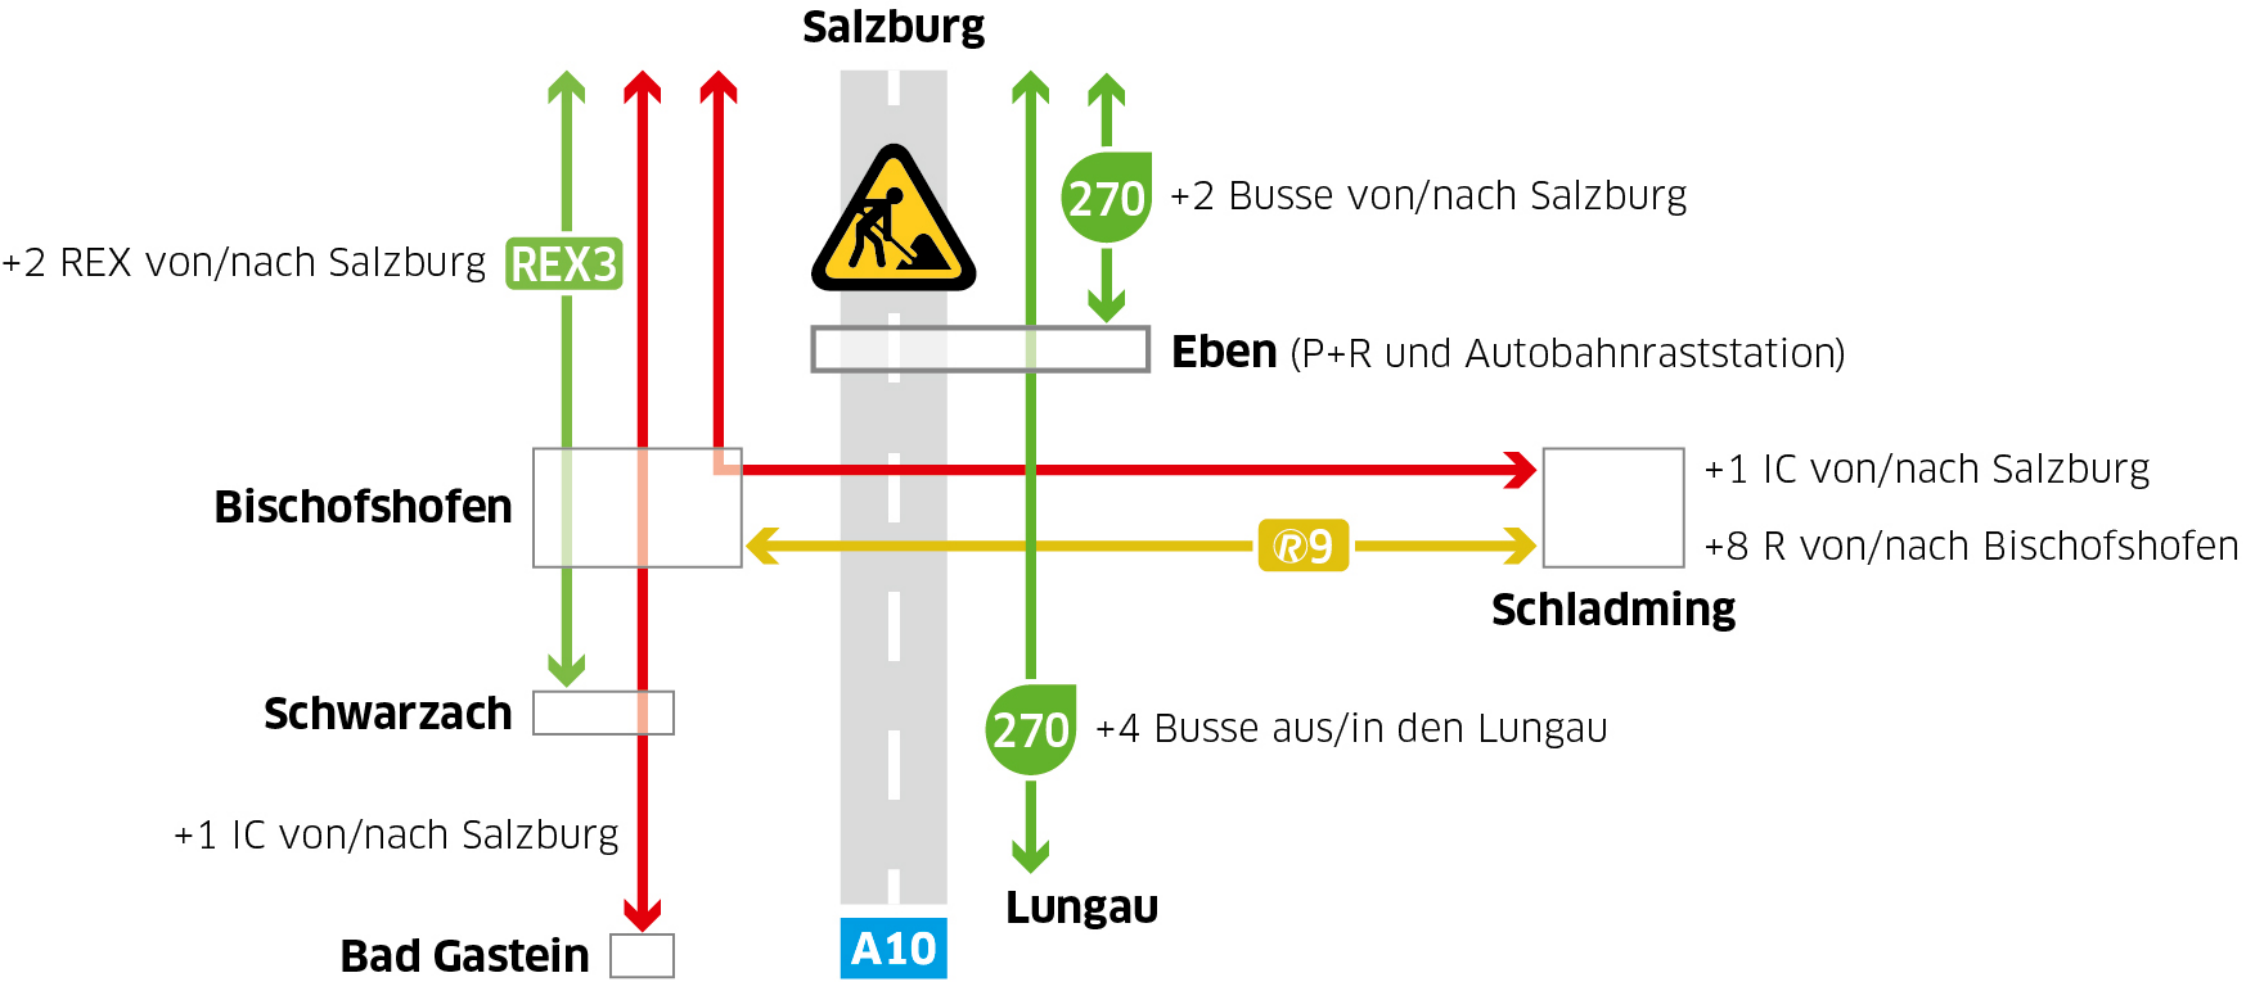 Salzburg
270 +2 Busse von/nach Salzburg
+2 REX von/nach Salzburg REX3
Eben (P+R und Autobahnraststation)
+1 IC von/nach Salzburg
Bischofshofen
R9 +8 R von/nach Bischofshofen
Schladming
Schwarzach
270 +4 Busse aus/in den Lungau
+1 IC von/nach Salzburg
Lungau
Bad Gastein
A10